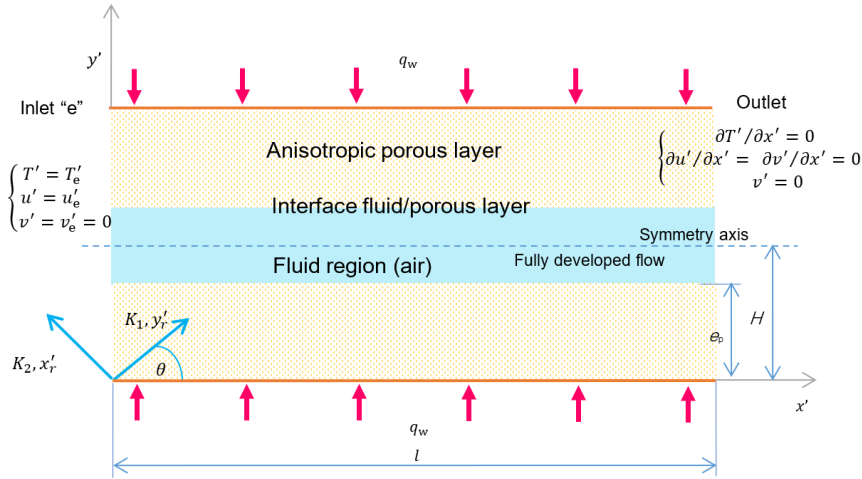 y'
q_w
Inlet "e"
Outlet
Anisotropic porous layer
∂T'/∂x' = 0
∂u'/∂x' = ∂v'/∂x' = 0
v' = 0
T' = T'_e
u' = u'_e
v' = v'_e = 0
Interface fluid/porous layer
Symmetry axis
Fluid region (air)
Fully developed flow
K_1, y'_r
H
e_p
K_2, x'_r
θ
x'
q_w
l